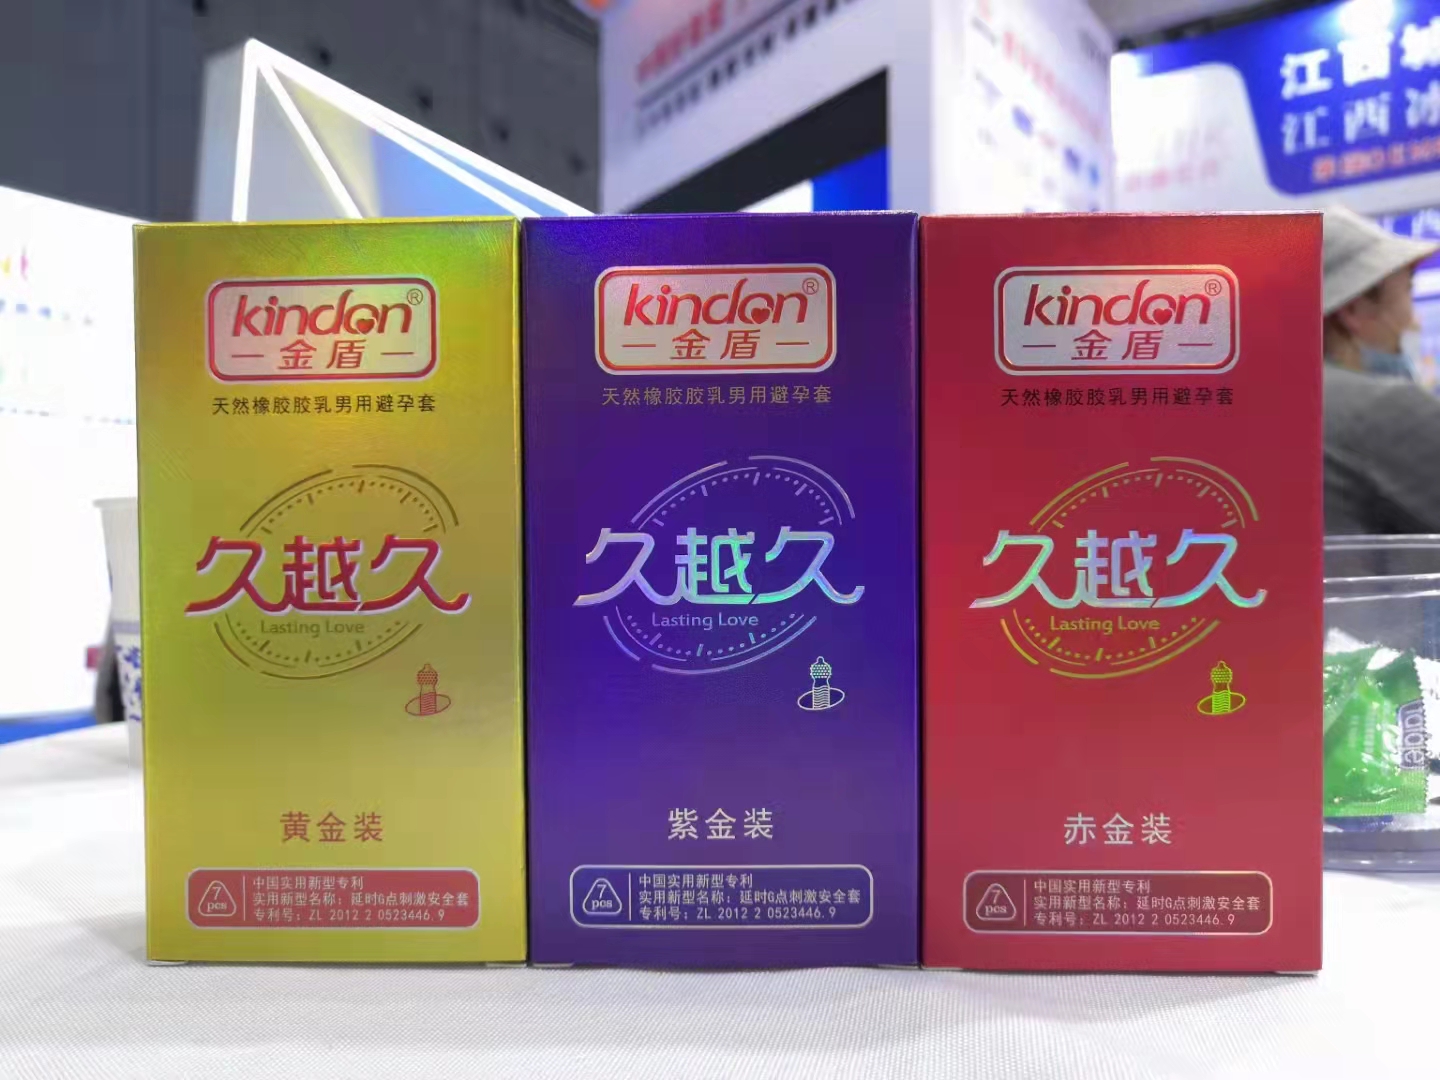 kindon®
金盾
天然橡胶胶乳男用避孕套
久越久
Lasting Love
黄金装
7
pcs
中国实用新型专利
实用新型名称：延时G点刺激安全套
专利号：ZL 2012 2 0523446.9
kindon®
金盾
天然橡胶胶乳男用避孕套
久越久
Lasting Love
紫金装
7
pcs
中国实用新型专利
实用新型名称：延时G点刺激安全套
专利号：ZL 2012 2 0523446.9
kindon®
金盾
天然橡胶胶乳男用避孕套
久越久
Lasting Love
赤金装
7
pcs
中国实用新型专利
实用新型名称：延时G点刺激安全套
专利号：ZL 2012 2 0523446.9
江西
江西冰